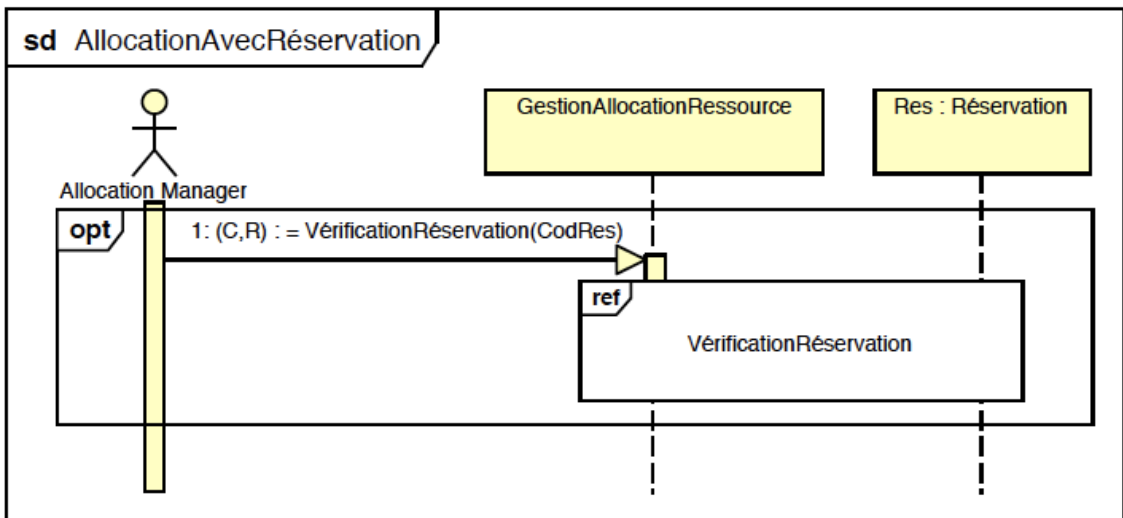 sd AllocationAvecRéservation
GestionAllocationRessource
Res : Réservation
Allocation Manager
opt
1: (C,R) : = VérificationRéservation(CodRes)
ref
VérificationRéservation